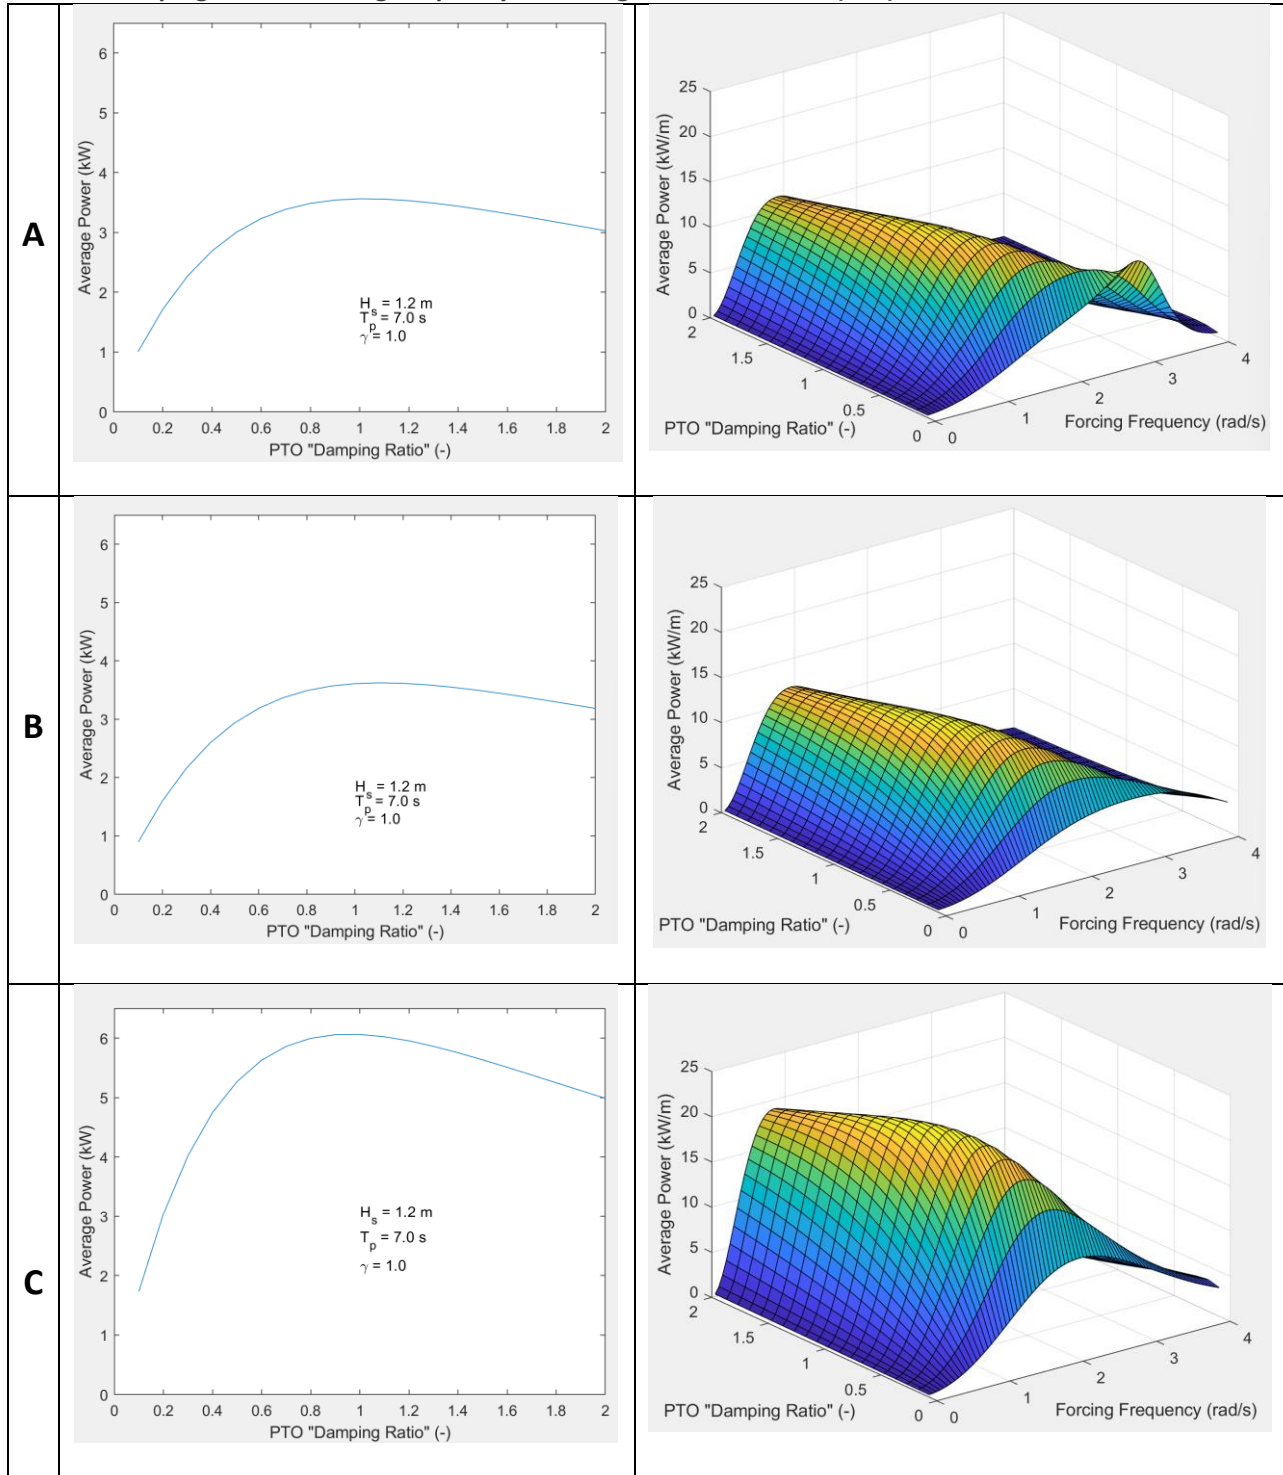 A
Average Power (kW)
6
5
4
3
2
1
0
H_s = 1.2 m
T_p = 7.0 s
γ = 1.0
0 0.2 0.4 0.6 0.8 1 1.2 1.4 1.6 1.8 2
PTO "Damping Ratio" (-)
Average Power (kW/m)
25
20
15
10
5
0
2
1.5
1
0.5
0
PTO "Damping Ratio" (-)
0
1
2
3
4
Forcing Frequency (rad/s)
B
Average Power (kW)
6
5
4
3
2
1
0
H_s = 1.2 m
T_p = 7.0 s
γ = 1.0
0 0.2 0.4 0.6 0.8 1 1.2 1.4 1.6 1.8 2
PTO "Damping Ratio" (-)
Average Power (kW/m)
25
20
15
10
5
0
2
1.5
1
0.5
0
PTO "Damping Ratio" (-)
0
1
2
3
4
Forcing Frequency (rad/s)
C
Average Power (kW)
6
5
4
3
2
1
0
H_s = 1.2 m
T_p = 7.0 s
γ = 1.0
0 0.2 0.4 0.6 0.8 1 1.2 1.4 1.6 1.8 2
PTO "Damping Ratio" (-)
Average Power (kW/m)
25
20
15
10
5
0
2
1.5
1
0.5
0
PTO "Damping Ratio" (-)
0
1
2
3
4
Forcing Frequency (rad/s)